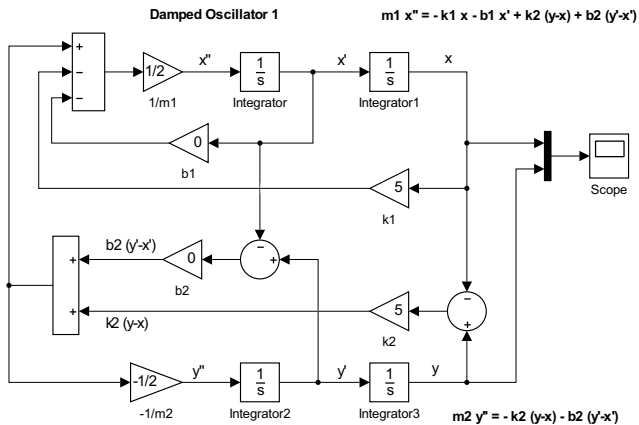 Damped Oscillator 1
m1 x" = - k1 x - b1 x' + k2 (y-x) + b2 (y'-x')
+
−
−
1/2
1/m1
x"
1
s
Integrator
x'
1
s
Integrator1
x
0
b1
5
k1
Scope
+
+
b2 (y'-x')
0
b2
−
+
k2 (y-x)
5
k2
−
+
-1/2
-1/m2
y"
1
s
Integrator2
y'
1
s
Integrator3
y
m2 y" = - k2 (y-x) - b2 (y'-x')